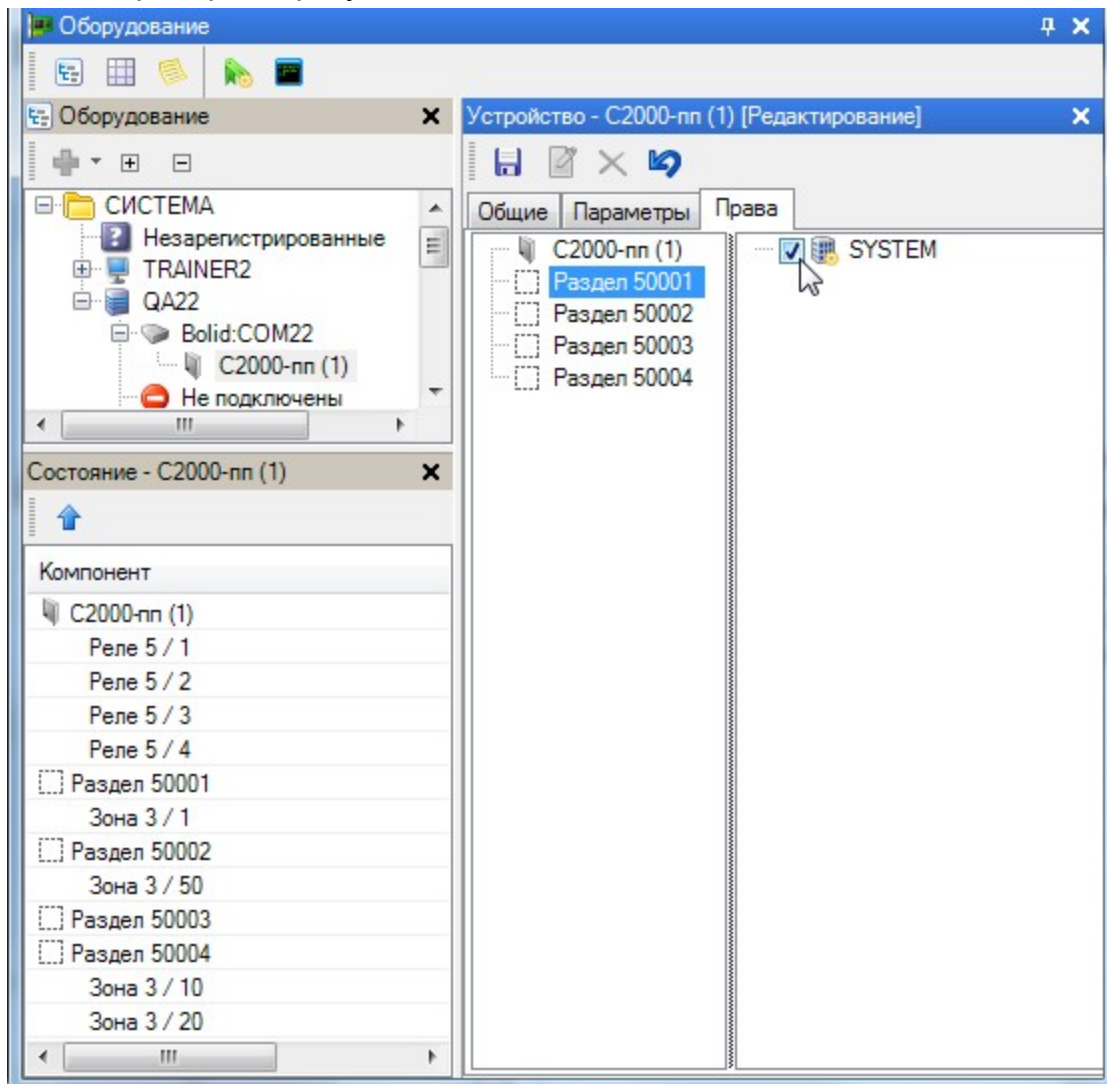 Оборудование
Оборудование
СИСТЕМА
Незарегистрированные
TRAINER2
QA22
Bolid:COM22
С2000-пп (1)
Не подключены
Устройство - С2000-пп (1) [Редактирование]
Общие Параметры Права
С2000-пп (1)
Раздел 50001
Раздел 50002
Раздел 50003
Раздел 50004
SYSTEM
Состояние - С2000-пп (1)
Компонент
С2000-пп (1)
Реле 5 / 1
Реле 5 / 2
Реле 5 / 3
Реле 5 / 4
Раздел 50001
Зона 3 / 1
Раздел 50002
Зона 3 / 50
Раздел 50003
Раздел 50004
Зона 3 / 10
Зона 3 / 20